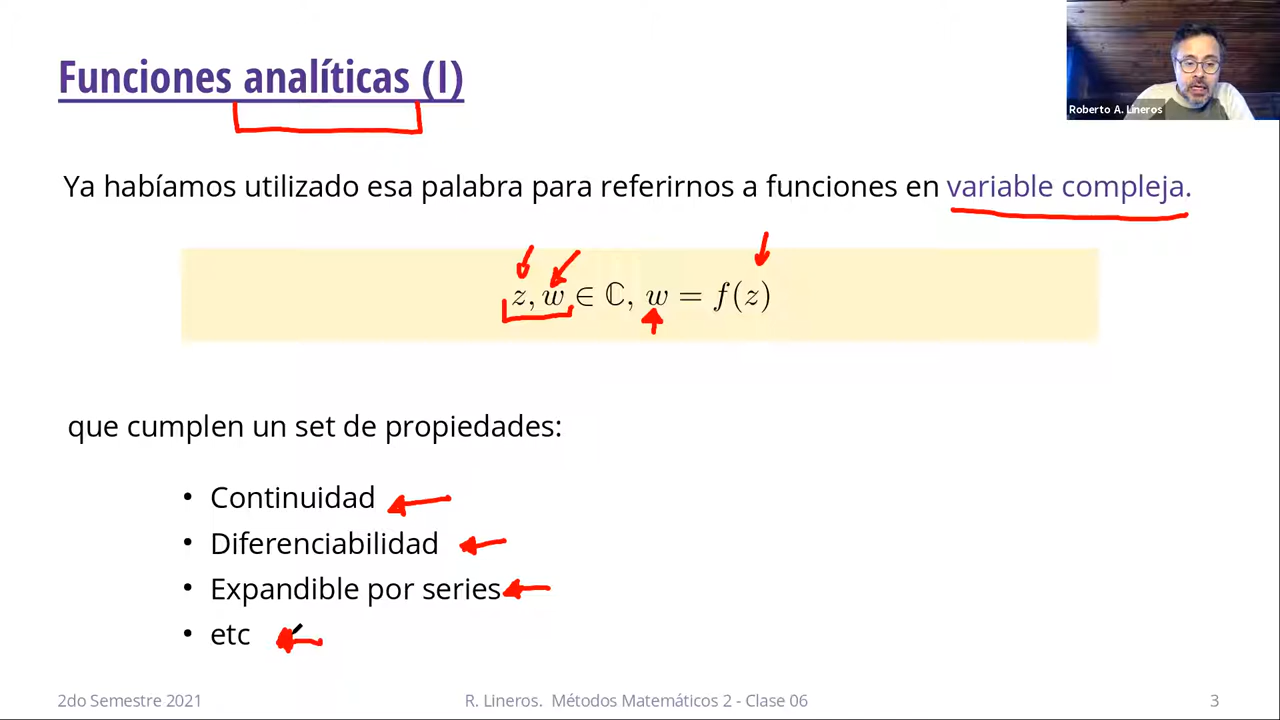 Funciones analíticas (I)
Roberto A. Lineros
Ya habíamos utilizado esa palabra para referirnos a funciones en variable compleja.
z, w ∈ ℂ, w = f(z)
que cumplen un set de propiedades:
• Continuidad
• Diferenciabilidad
• Expandible por series
• etc
2do Semestre 2021
R. Lineros. Métodos Matemáticos 2 - Clase 06
3